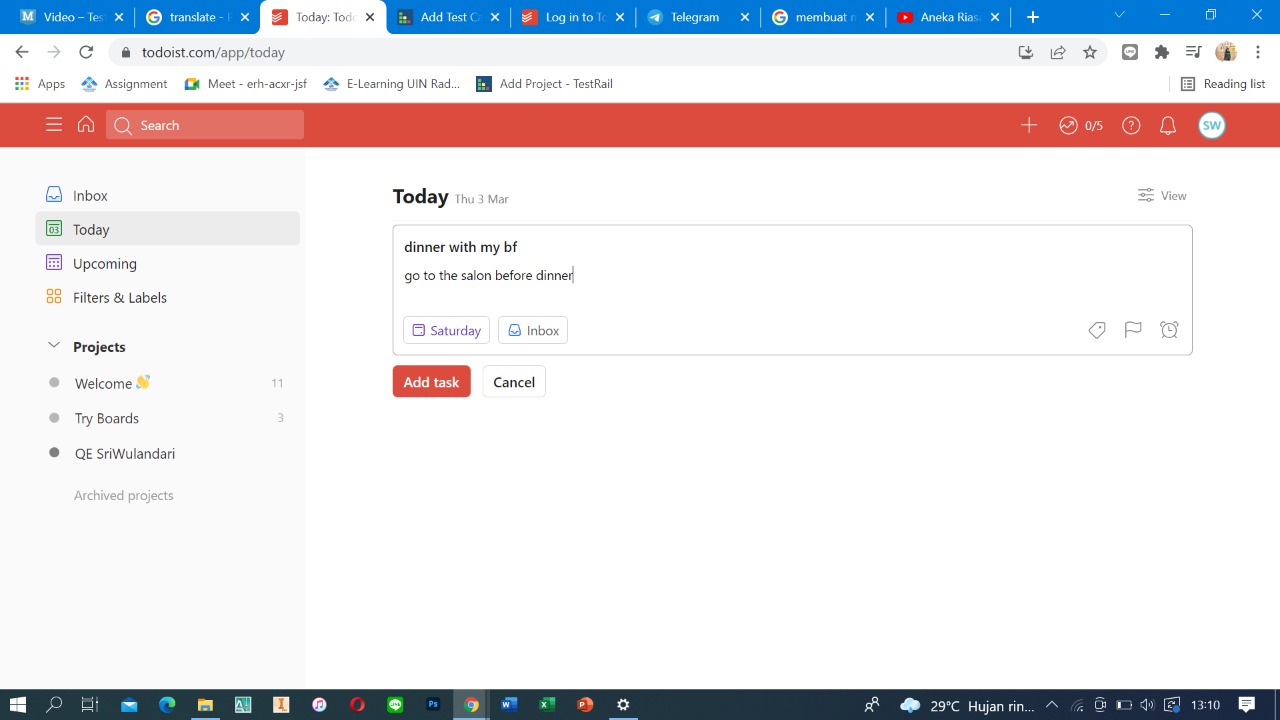 Video – Tes
translate - 
Today: Todo
Add Test Ca
Log in to To
Telegram
membuat n
Aneka Rias
todoist.com/app/today
Apps
Assignment
Meet - erh-acxr-jsf
E-Learning UIN Rad...
Add Project - TestRail
Reading list
Search
0/5
SW
Inbox
03 Today
Upcoming
Filters & Labels
Projects
Welcome 👋 11
Try Boards 3
QE SriWulandari
Archived projects
Today Thu 3 Mar
View
dinner with my bf
go to the salon before dinner
Saturday Inbox
Add task Cancel
29°C Hujan rin... 13:10